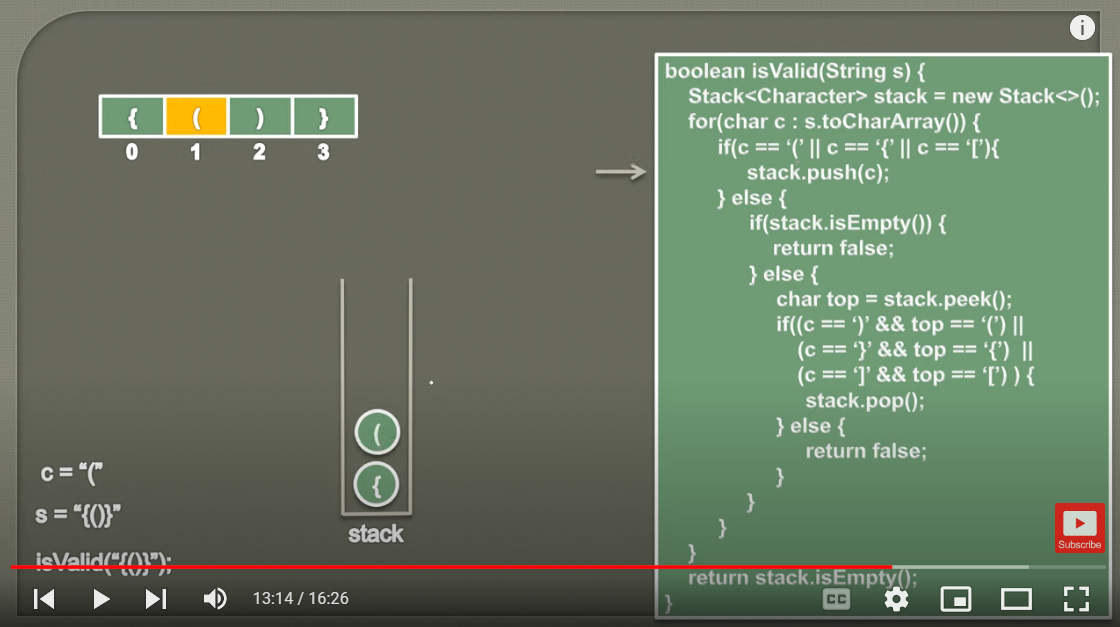 { ( ) }
0 1 2 3
boolean isValid(String s) {
Stack<Character> stack = new Stack<>();
for(char c : s.toCharArray()) {
if(c == ‘(’ || c == ‘{’ || c == ‘[’){
stack.push(c);
} else {
if(stack.isEmpty()) {
return false;
} else {
char top = stack.peek();
if((c == ‘)’ && top == ‘(’) ||
(c == ‘}’ && top == ‘{’) ||
(c == ‘]’ && top == ‘[’) ) {
stack.pop();
} else {
return false;
}
}
}
}
return stack.isEmpty();
}
(
{
stack
c = “(”
s = “{()}”
isValid(“{()}”);
Subscribe
13:14 / 16:26
CC
i